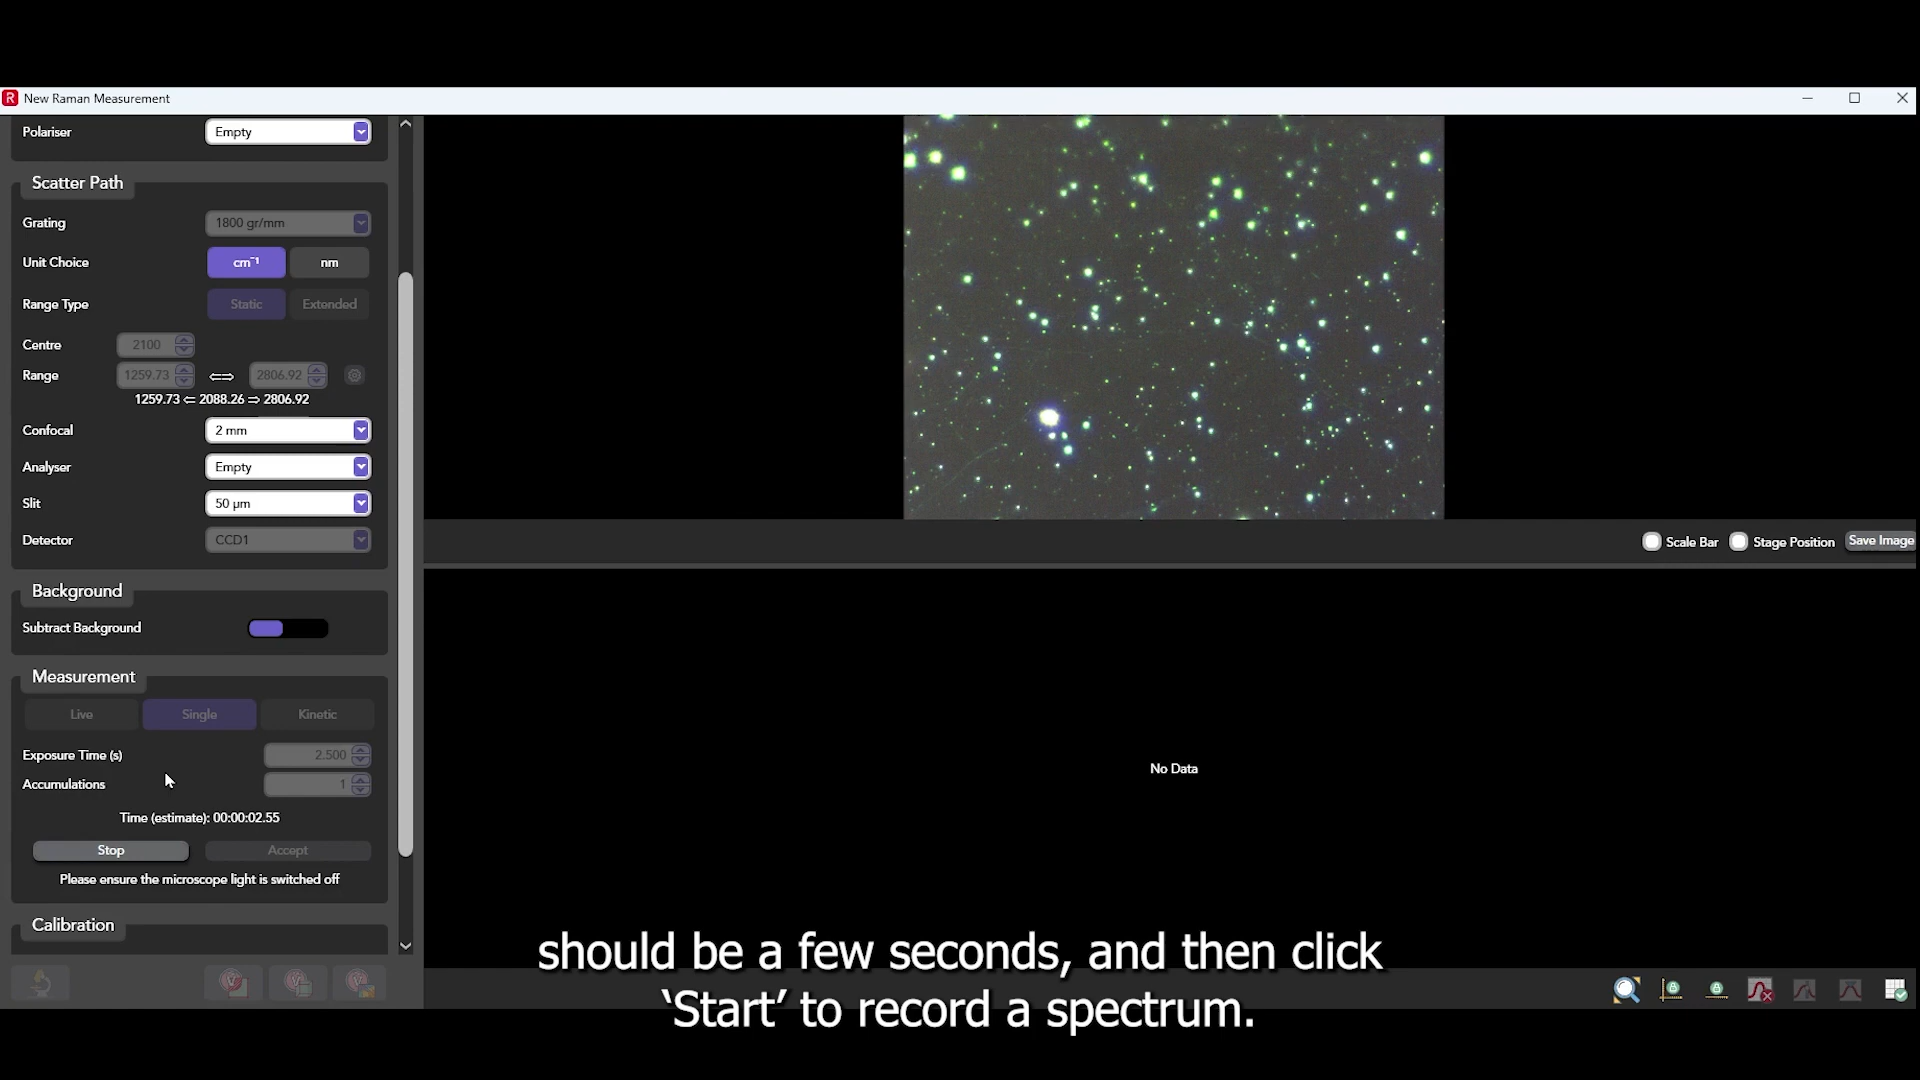 R New Raman Measurement
Polariser Empty
Scatter Path
Grating 1800 gr/mm
Unit Choice cm⁻¹ nm
Range Type Static Extended
Centre 2100
Range 1259.73 ⟺ 2806.92
1259.73 ⇐ 2088.26 ⇒ 2806.92
Confocal 2 mm
Analyser Empty
Slit 50 µm
Detector CCD1
Scale Bar Stage Position Save Image
Background
Subtract Background
Measurement
Live Single Kinetic
Exposure Time (s) 2.500
Accumulations 1
Time (estimate): 00:00:02.55
Stop Accept
Please ensure the microscope light is switched off
No Data
Calibration
should be a few seconds, and then click
‘Start’ to record a spectrum.